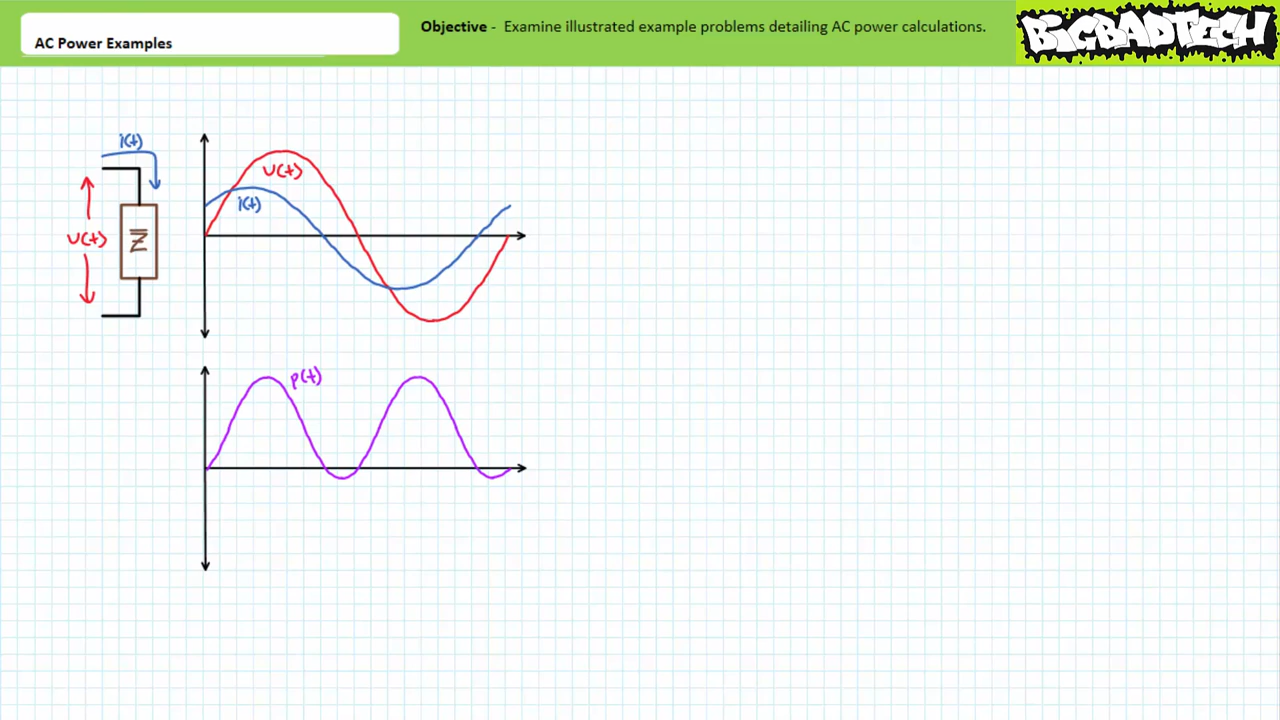 AC Power Examples
Objective - Examine illustrated example problems detailing AC power calculations.
BIGBADTECH
i(t)
v(t)
Z
v(t)
i(t)
p(t)